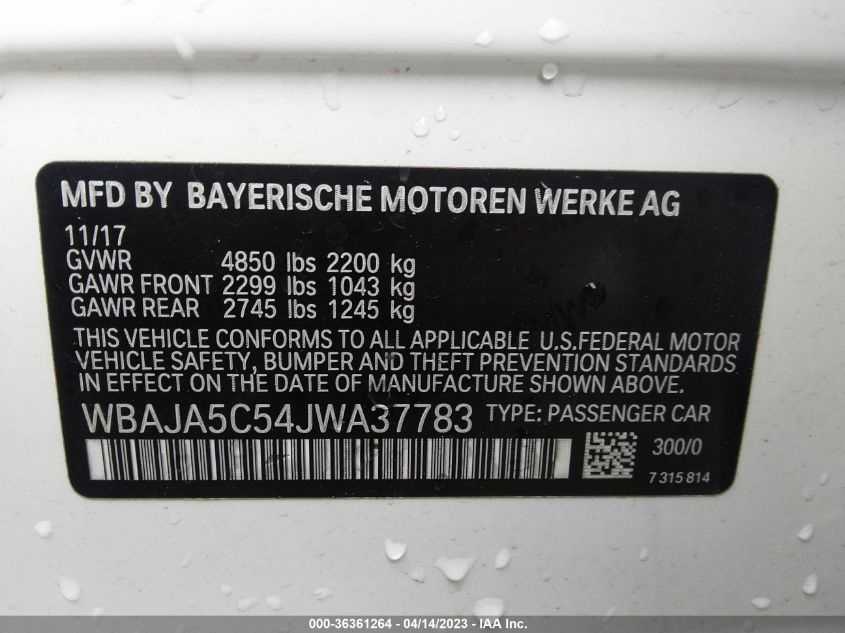 MFD BY BAYERISCHE MOTOREN WERKE AG
11/17
GVWR 4850 lbs 2200 kg
GAWR FRONT 2299 lbs 1043 kg
GAWR REAR 2745 lbs 1245 kg
THIS VEHICLE CONFORMS TO ALL APPLICABLE U.S.FEDERAL MOTOR
VEHICLE SAFETY, BUMPER AND THEFT PREVENTION STANDARDS
IN EFFECT ON THE DATE OF MANUFACTURE SHOWN ABOVE.
WBAJA5C54JWA37783 TYPE: PASSENGER CAR
300/0
7 315 814
000-36361264 - 04/14/2023 - IAA Inc.